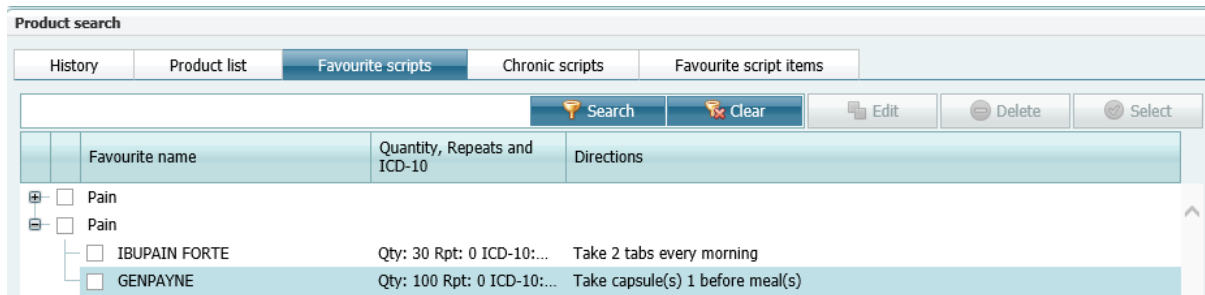 Product search
History Product list Favourite scripts Chronic scripts Favourite script items
Search Clear Edit Delete Select
Favourite name Quantity, Repeats and ICD-10 Directions
Pain
Pain
IBUPAIN FORTE Qty: 30 Rpt: 0 ICD-10:... Take 2 tabs every morning
GENPAYNE Qty: 100 Rpt: 0 ICD-10:... Take capsule(s) 1 before meal(s)